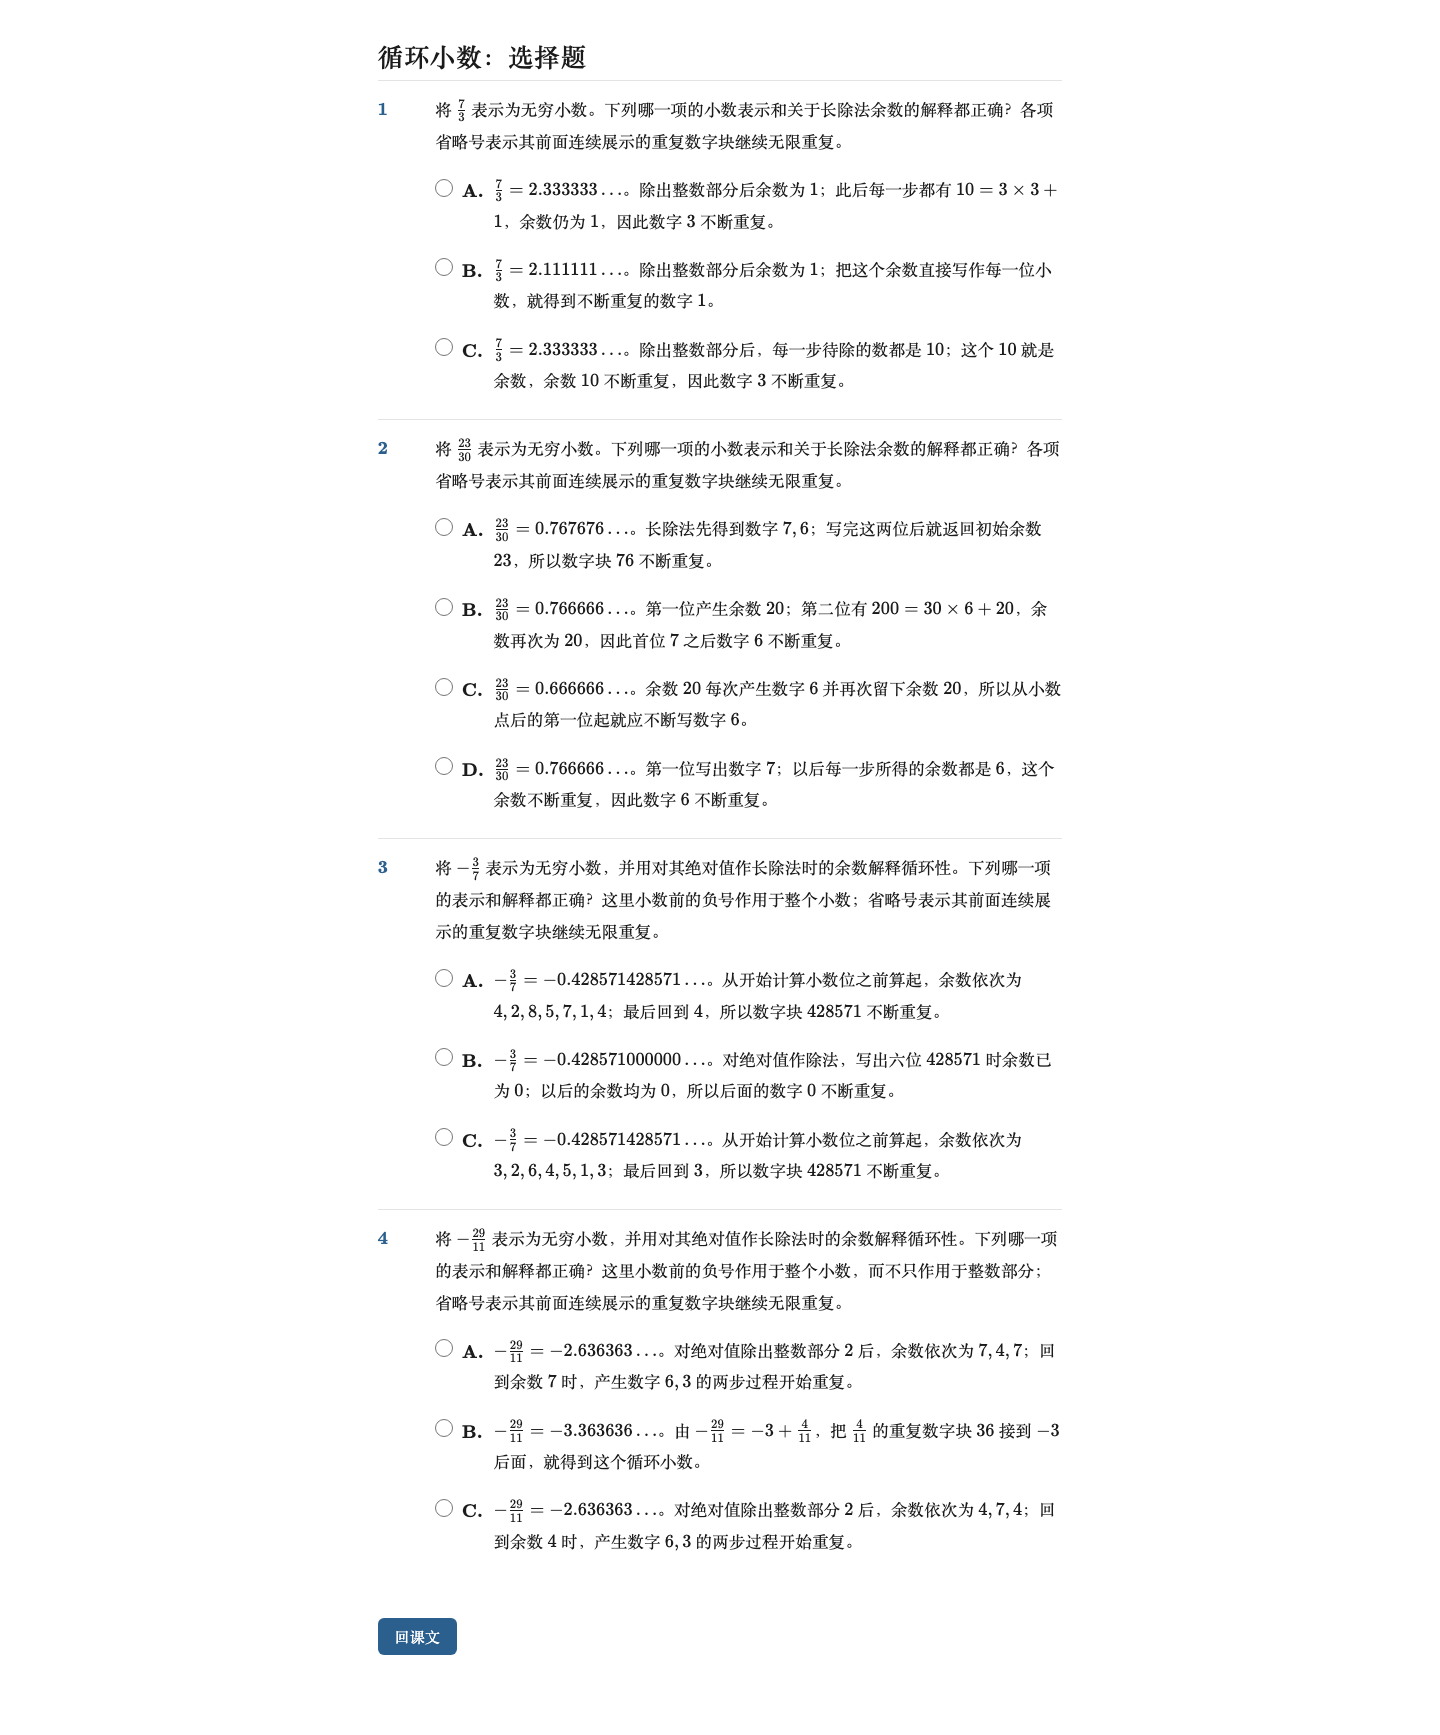 循环小数：选择题
1
将 7/3 表示为无穷小数。下列哪一项的小数表示和关于长除法余数的解释都正确？各项
省略号表示其前面连续展示的重复数字块继续无限重复。
A. 7/3 = 2.333333…。除出整数部分后余数为 1；此后每一步都有 10 = 3 × 3 +
1，余数仍为 1，因此数字 3 不断重复。
B. 7/3 = 2.111111…。除出整数部分后余数为 1；把这个余数直接写作每一位小
数，就得到不断重复的数字 1。
C. 7/3 = 2.333333…。除出整数部分后，每一步待除的数都是 10；这个 10 就是
余数，余数 10 不断重复，因此数字 3 不断重复。
2
将 23/30 表示为无穷小数。下列哪一项的小数表示和关于长除法余数的解释都正确？各项
省略号表示其前面连续展示的重复数字块继续无限重复。
A. 23/30 = 0.767676…。长除法先得到数字 7, 6；写完这两位后就返回初始余数
23，所以数字块 76 不断重复。
B. 23/30 = 0.766666…。第一位产生余数 20；第二位有 200 = 30 × 6 + 20，余
数再次为 20，因此首位 7 之后数字 6 不断重复。
C. 23/30 = 0.666666…。余数 20 每次产生数字 6 并再次留下余数 20，所以从小数
点后的第一位起就应不断写数字 6。
D. 23/30 = 0.766666…。第一位写出数字 7；以后每一步所得的余数都是 6，这个
余数不断重复，因此数字 6 不断重复。
3
将 −3/7 表示为无穷小数，并用对其绝对值作长除法时的余数解释循环性。下列哪一项
的表示和解释都正确？这里小数前的负号作用于整个小数；省略号表示其前面连续展
示的重复数字块继续无限重复。
A. −3/7 = −0.428571428571…。从开始计算小数位之前算起，余数依次为
4, 2, 8, 5, 7, 1, 4；最后回到 4，所以数字块 428571 不断重复。
B. −3/7 = −0.428571000000…。对绝对值作除法，写出六位 428571 时余数已
为 0；以后的余数均为 0，所以后面的数字 0 不断重复。
C. −3/7 = −0.428571428571…。从开始计算小数位之前算起，余数依次为
3, 2, 6, 4, 5, 1, 3；最后回到 3，所以数字块 428571 不断重复。
4
将 −29/11 表示为无穷小数，并用对其绝对值作长除法时的余数解释循环性。下列哪一项
的表示和解释都正确？这里小数前的负号作用于整个小数，而不只作用于整数部分；
省略号表示其前面连续展示的重复数字块继续无限重复。
A. −29/11 = −2.636363…。对绝对值除出整数部分 2 后，余数依次为 7, 4, 7；回
到余数 7 时，产生数字 6, 3 的两步过程开始重复。
B. −29/11 = −3.363636…。由 −29/11 = −3 + 4/11，把 4/11 的重复数字块 36 接到 −3
后面，就得到这个循环小数。
C. −29/11 = −2.636363…。对绝对值除出整数部分 2 后，余数依次为 4, 7, 4；回
到余数 4 时，产生数字 6, 3 的两步过程开始重复。
回课文